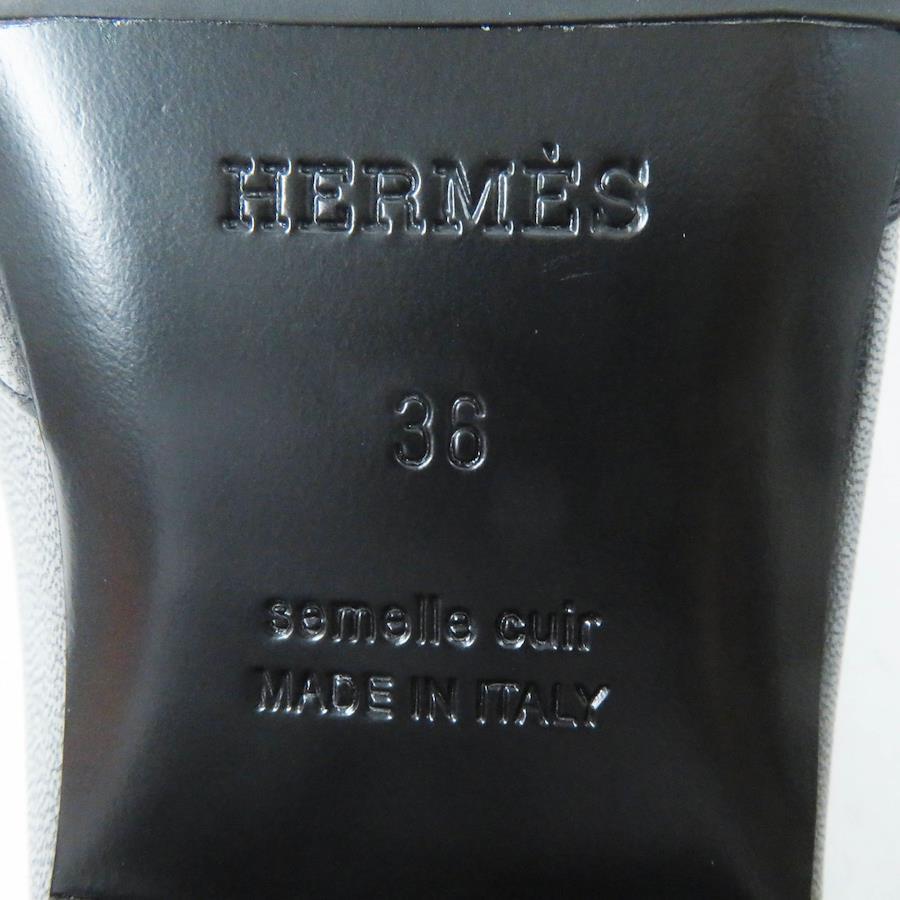 HERMÈS
36
semelle cuir
MADE IN ITALY